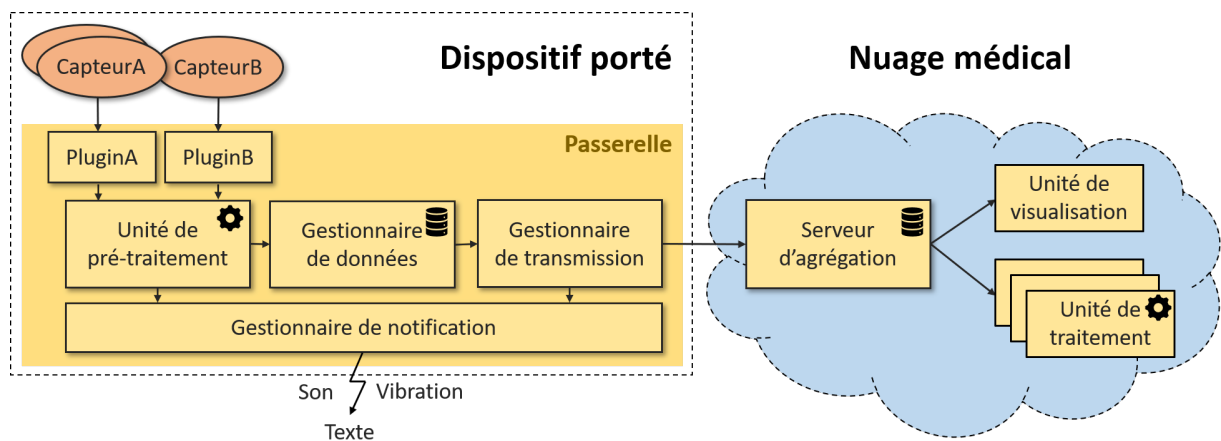 Dispositif porté
Nuage médical
CapteurA
CapteurB
Passerelle
PluginA
PluginB
Unité de
pré-traitement
Gestionnaire
de données
Gestionnaire
de transmission
Serveur
d’agrégation
Unité de
visualisation
Unité de
traitement
Gestionnaire de notification
Son
Vibration
Texte